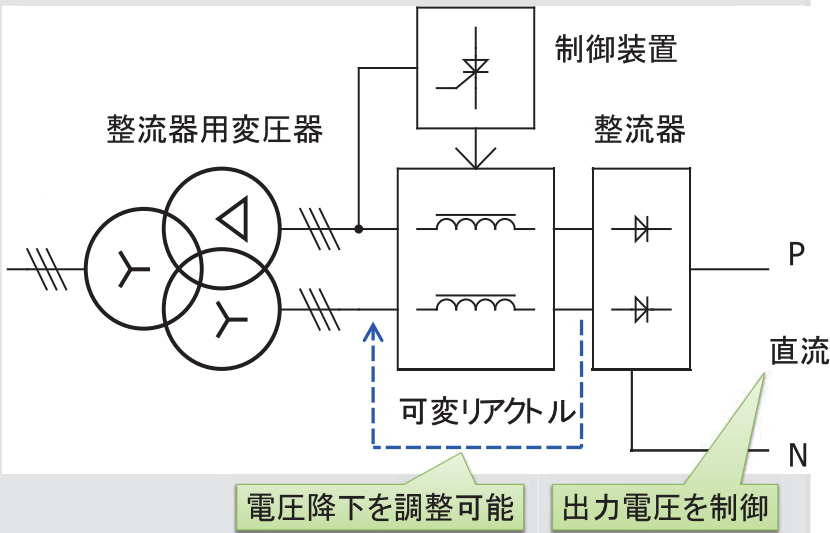 制御装置
整流器用変圧器
整流器
P
直流
可変リアクトル
N
電圧降下を調整可能
出力電圧を制御